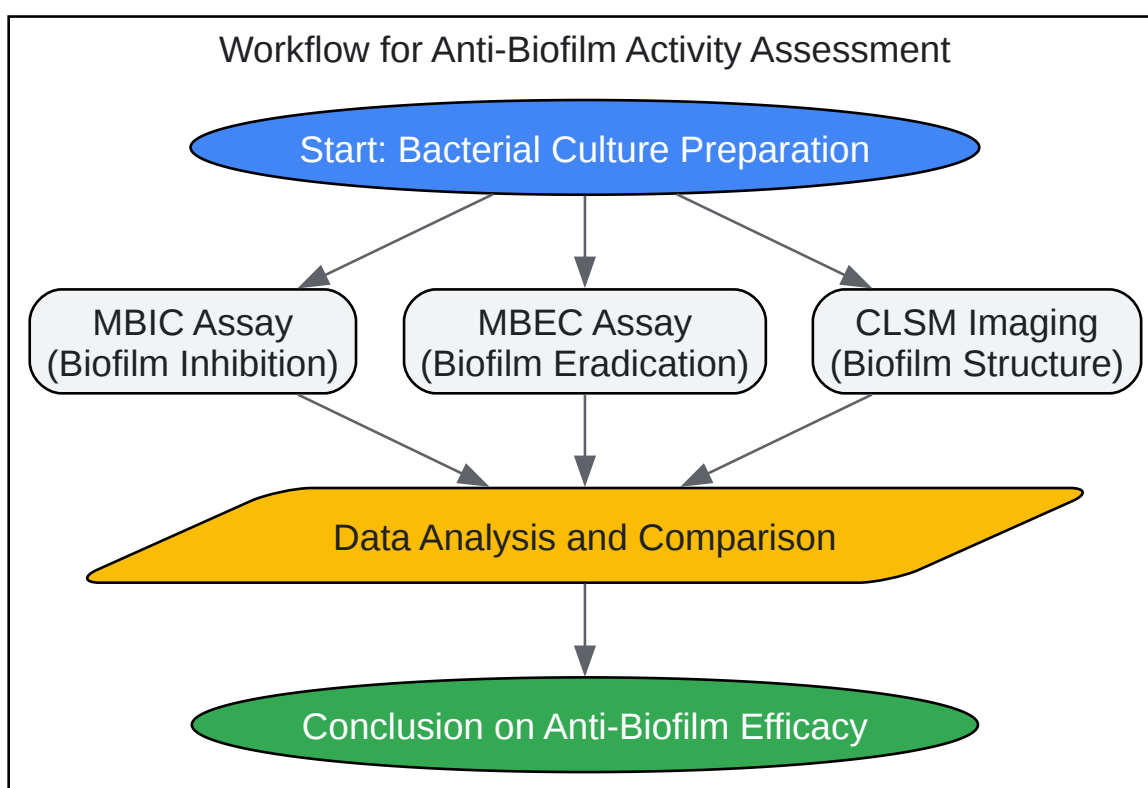 Workflow for Anti-Biofilm Activity Assessment
Start: Bacterial Culture Preparation
MBIC Assay
(Biofilm Inhibition)
MBEC Assay
(Biofilm Eradication)
CLSM Imaging
(Biofilm Structure)
Data Analysis and Comparison
Conclusion on Anti-Biofilm Efficacy